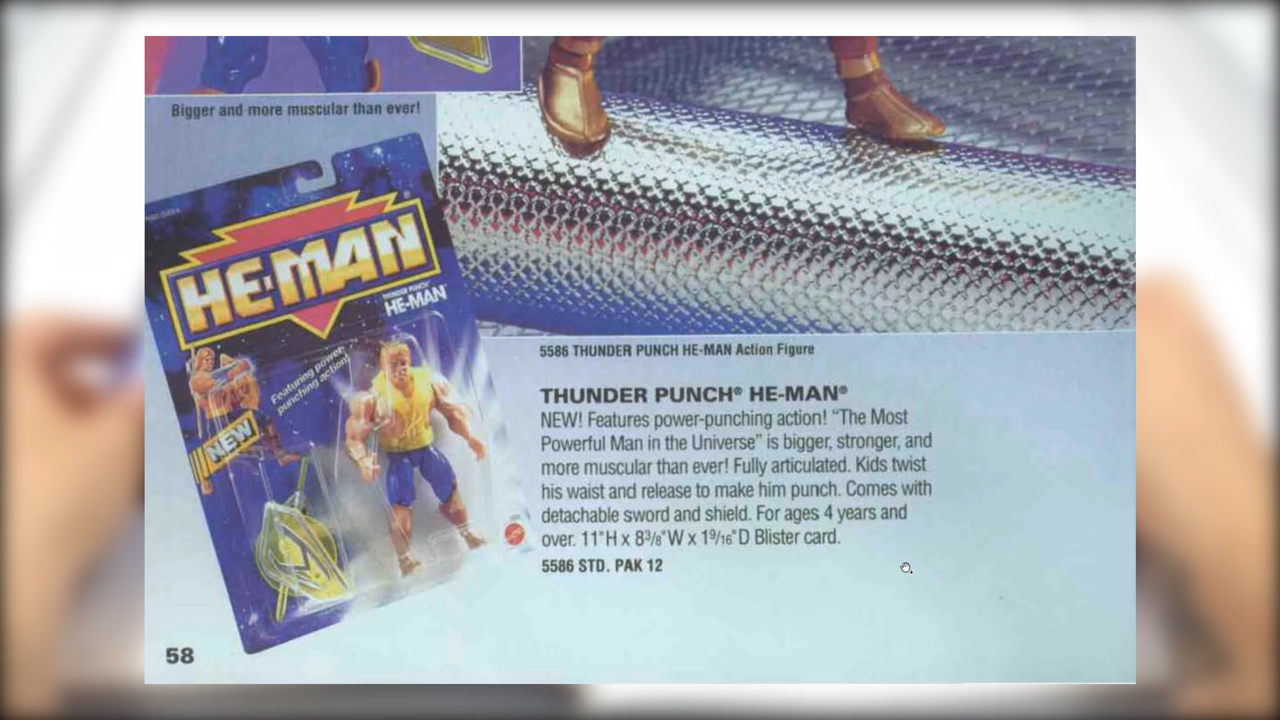 Bigger and more muscular than ever!
HE-MAN
THUNDER PUNCH
HE-MAN
Featuring power
punching action!
NEW
5586 THUNDER PUNCH HE-MAN Action Figure
THUNDER PUNCH® HE-MAN®
NEW! Features power-punching action! “The Most
Powerful Man in the Universe” is bigger, stronger, and
more muscular than ever! Fully articulated. Kids twist
his waist and release to make him punch. Comes with
detachable sword and shield. For ages 4 years and
over. 11"H x 8³/₈"W x 1⁹/₁₆"D Blister card.
5586 STD. PAK 12
58